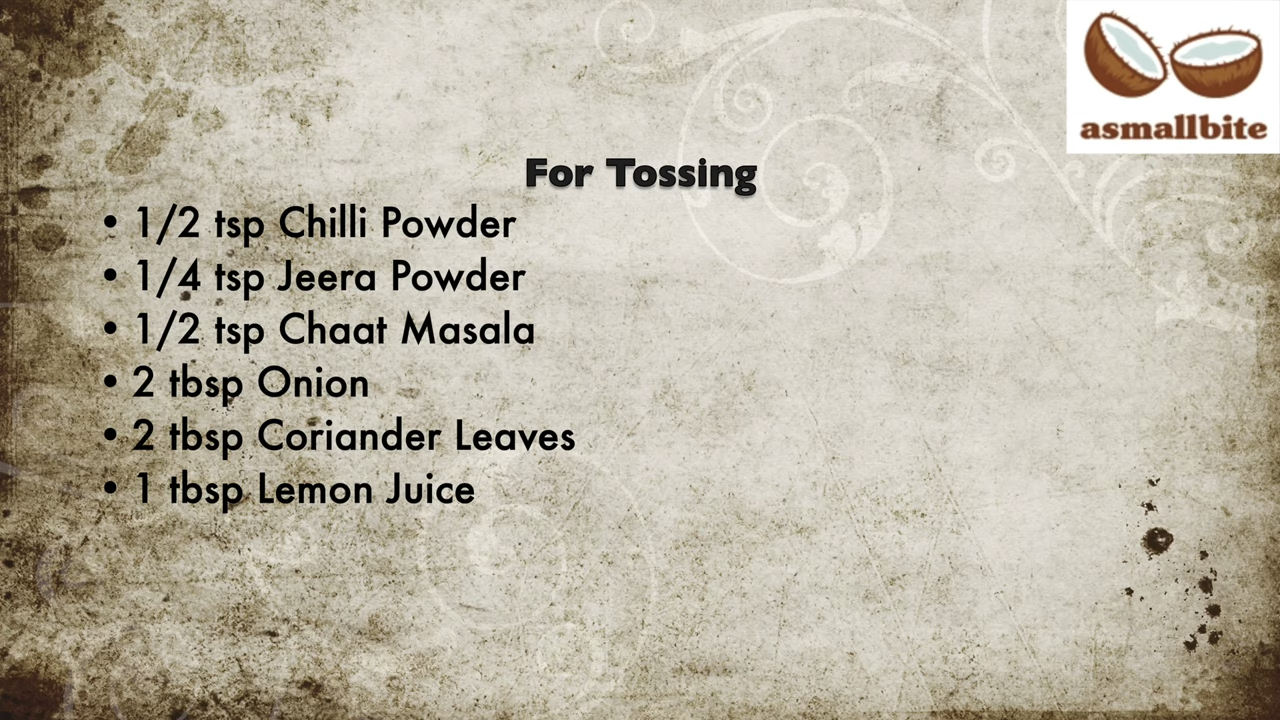 asmallbite
For Tossing
• 1/2 tsp Chilli Powder
• 1/4 tsp Jeera Powder
• 1/2 tsp Chaat Masala
• 2 tbsp Onion
• 2 tbsp Coriander Leaves
• 1 tbsp Lemon Juice